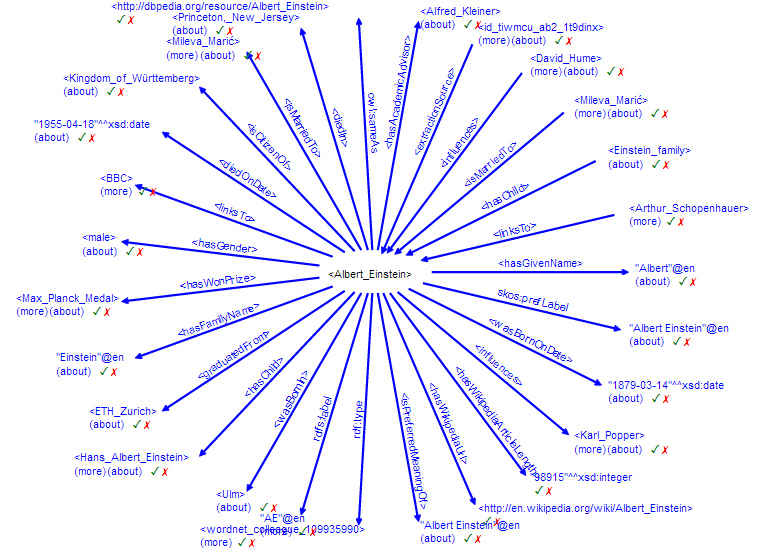 <http://dbpedia.org/resource/Albert_Einstein>
<Princeton,_New_Jersey>
(about) ✓✗
<Mileva_Marić>
(more)(about) ✓✗
<Kingdom_of_Württemberg>
(about) ✓✗
"1955-04-18"^^xsd:date
(about) ✓✗
<BBC>
(more) ✓✗
<male>
(about) ✓✗
<Max_Planck_Medal>
(more)(about) ✓✗
"Einstein"@en
(about) ✓✗
<ETH_Zurich>
(about) ✓✗
<Hans_Albert_Einstein>
(more)(about) ✓✗
<Ulm>
(about) ✓✗
"AE"@en
(about) ✓✗
<wordnet_colleague_109935990>
(more) ✓✗
<Alfred_Kleiner>
(about) ✓✗
<id_tiwmcu_ab2_1t9dinx>
(more)(about) ✓✗
<David_Hume>
(more)(about) ✓✗
<Mileva_Marić>
(more)(about) ✓✗
<Einstein_family>
(about) ✓✗
<Arthur_Schopenhauer>
(more) ✓✗
"Albert"@en
(about) ✓✗
"Albert Einstein"@en
(about) ✓✗
"1879-03-14"^^xsd:date
(about) ✓✗
<Karl_Popper>
(more)(about) ✓✗
"98915"^^xsd:integer
✓✗
<http://en.wikipedia.org/wiki/Albert_Einstein>
✓✗
"Albert Einstein"@en
(about) ✓✗
<Albert_Einstein>
owl:sameAs
<diedIn>
<isMarriedTo>
<isCitizenOf>
<diedOnDate>
<linksTo>
<hasGender>
<hasWonPrize>
<hasFamilyName>
<graduatedFrom>
<hasChild>
<wasBornIn>
rdfs:label
rdf:type
<hasAcademicAdvisor>
<extractionSource>
<influences>
<isMarriedTo>
<hasChild>
<linksTo>
<hasGivenName>
skos:prefLabel
<wasBornOnDate>
<influences>
<hasWikipediaArticleLength>
<hasWikipediaUrl>
<isPreferredMeaningOf>